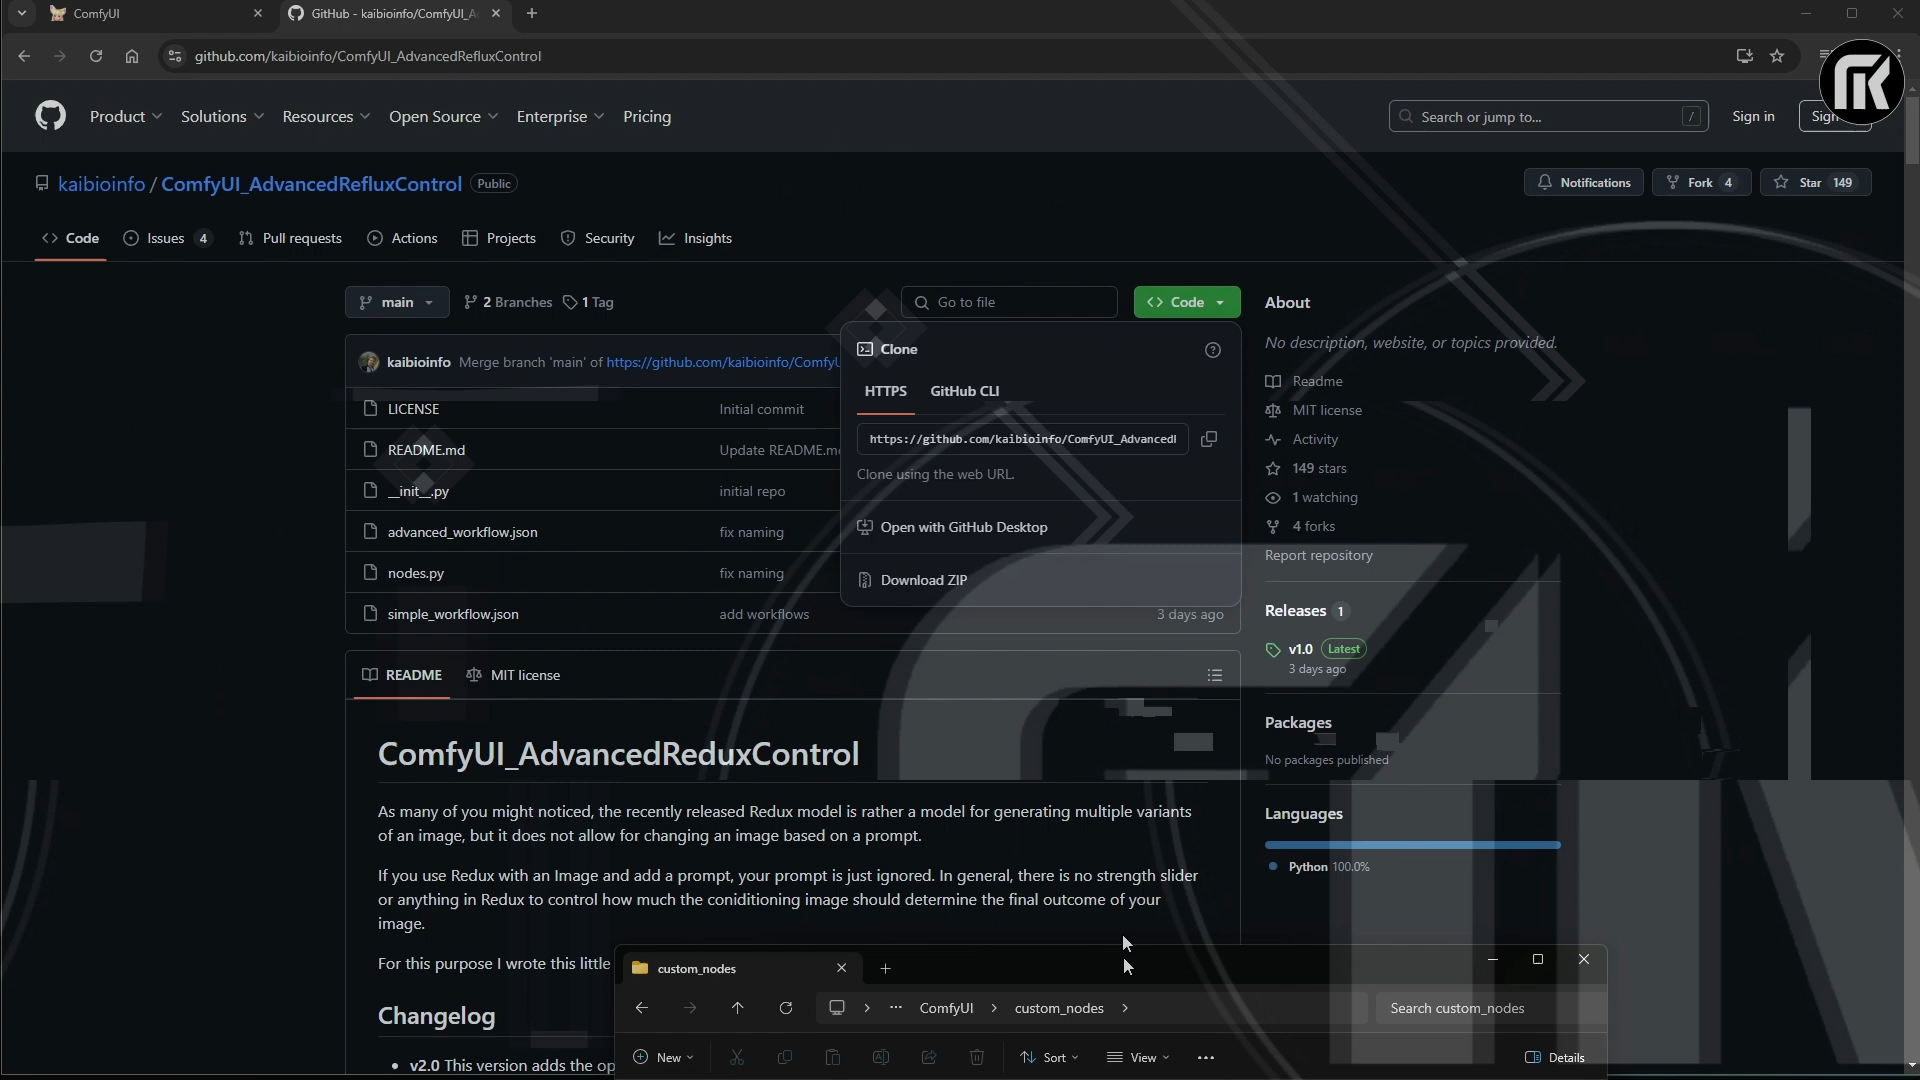 ComfyUI
GitHub - kaibioinfo/ComfyUI_A
github.com/kaibioinfo/ComfyUI_AdvancedRefluxControl
Product Solutions Resources Open Source Enterprise Pricing
Search or jump to... /
Sign in
Sign
kaibioinfo / ComfyUI_AdvancedRefluxControl Public
Notifications Fork 4 Star 149
Code Issues 4 Pull requests Actions Projects Security Insights
main 2 Branches 1 Tag
Go to file
Code
kaibioinfo Merge branch 'main' of https://github.com/kaibioinfo/ComfyU
LICENSE Initial commit
README.md Update README.m
__init__.py initial repo
advanced_workflow.json fix naming
nodes.py fix naming
simple_workflow.json add workflows 3 days ago
Clone
HTTPS GitHub CLI
https://github.com/kaibioinfo/ComfyUI_Advanced
Clone using the web URL.
Open with GitHub Desktop
Download ZIP
About
No description, website, or topics provided.
Readme
MIT license
Activity
149 stars
1 watching
4 forks
Report repository
Releases 1
v1.0 Latest
3 days ago
Packages
No packages published
Languages
Python 100.0%
README MIT license
ComfyUI_AdvancedReduxControl
As many of you might noticed, the recently released Redux model is rather a model for generating multiple variants
of an image, but it does not allow for changing an image based on a prompt.
If you use Redux with an Image and add a prompt, your prompt is just ignored. In general, there is no strength slider
or anything in Redux to control how much the coniditioning image should determine the final outcome of your
image.
For this purpose I wrote this little
Changelog
• v2.0 This version adds the op
custom_nodes
ComfyUI > custom_nodes >
Search custom_nodes
New Sort View Details